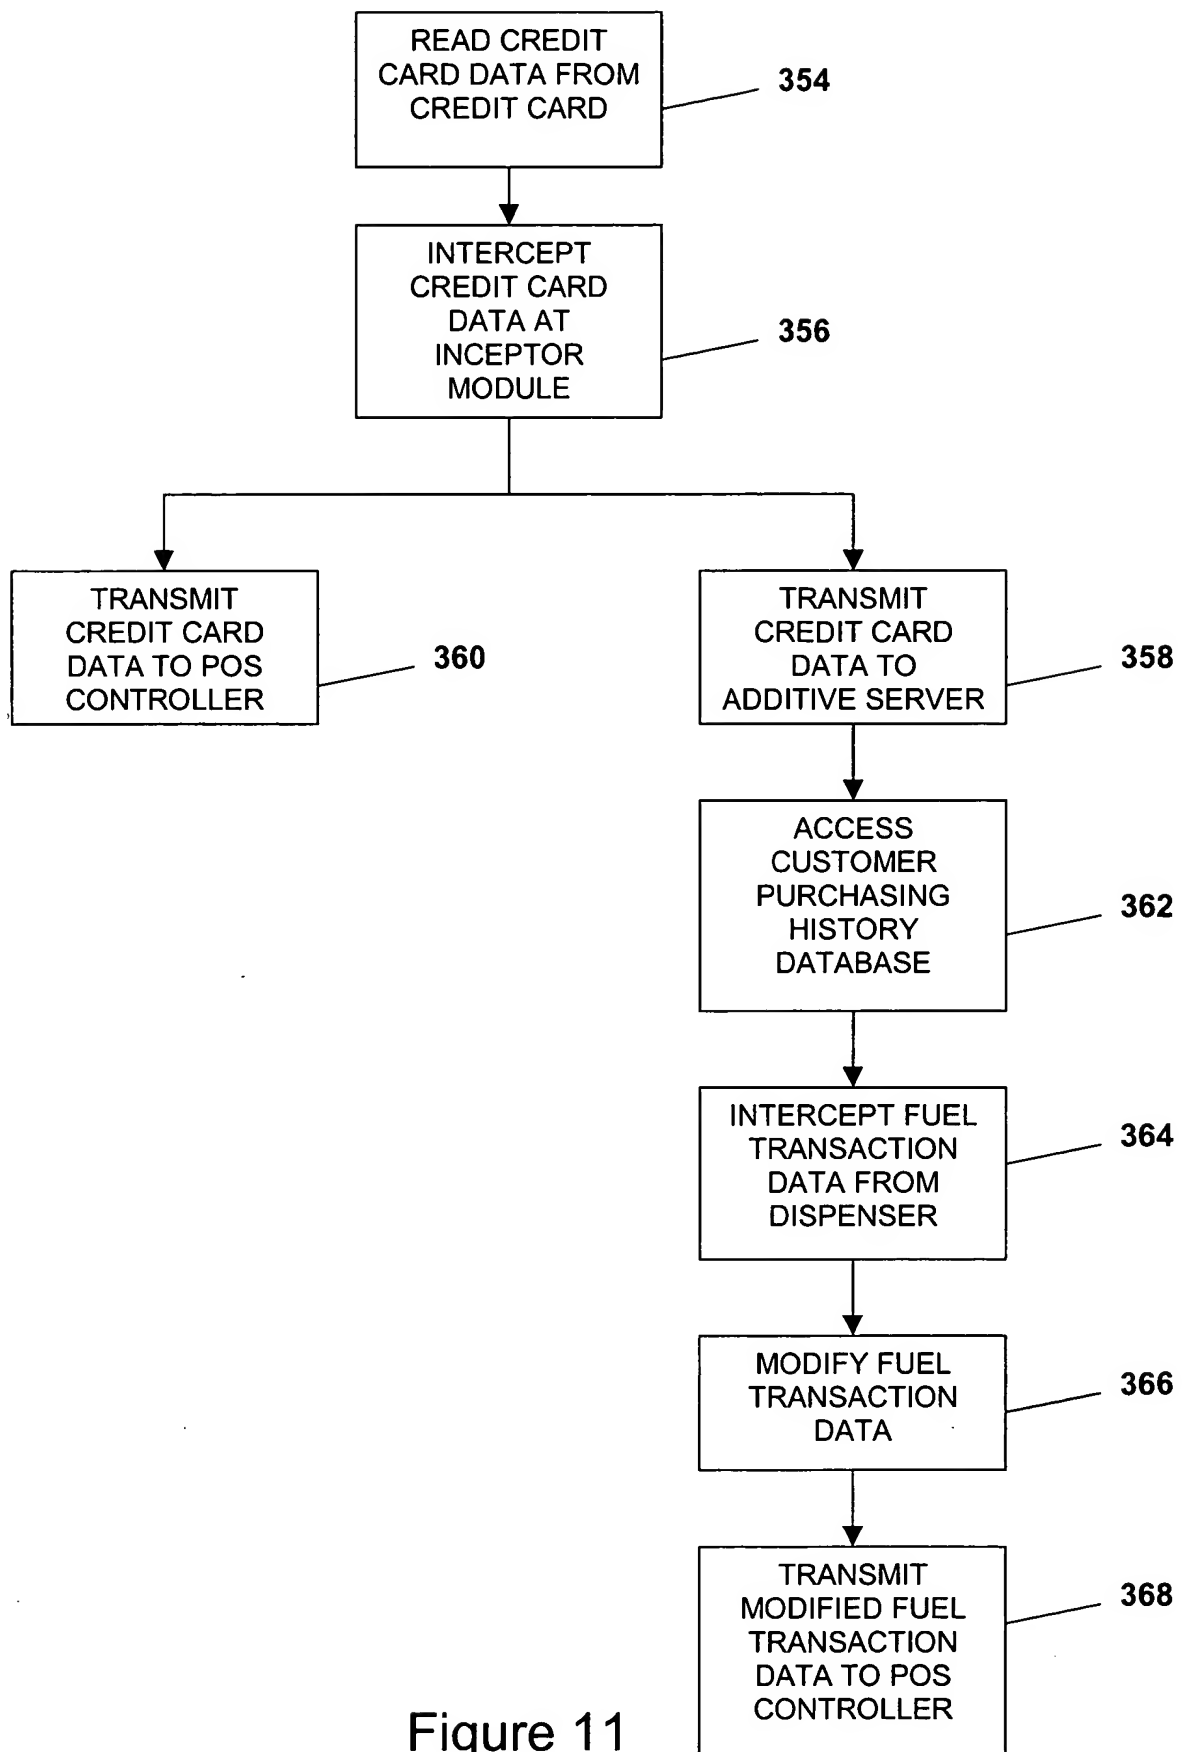 READ CREDIT
CARD DATA FROM
CREDIT CARD
354
INTERCEPT
CREDIT CARD
DATA AT
INCEPTOR
MODULE
356
TRANSMIT
CREDIT CARD
DATA TO POS
CONTROLLER
360
TRANSMIT
CREDIT CARD
DATA TO
ADDITIVE SERVER
358
ACCESS
CUSTOMER
PURCHASING
HISTORY
DATABASE
362
INTERCEPT FUEL
TRANSACTION
DATA FROM
DISPENSER
364
MODIFY FUEL
TRANSACTION
DATA
366
TRANSMIT
MODIFIED FUEL
TRANSACTION
DATA TO POS
CONTROLLER
368
Figure 11